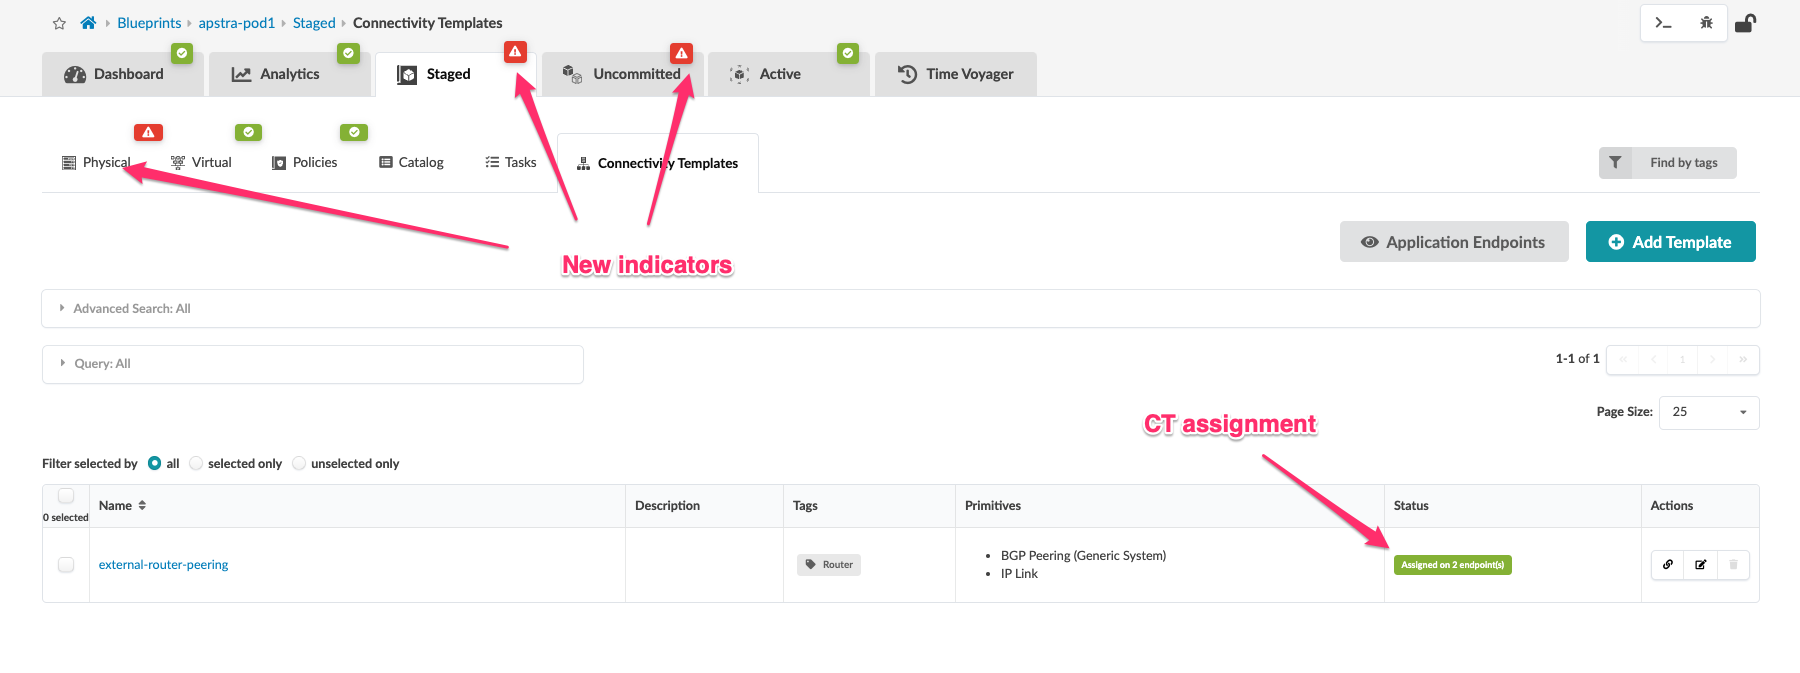 Blueprints apstra-pod1 Staged Connectivity Templates
Dashboard Analytics Staged Uncommitted Active Time Voyager
Physical Virtual Policies Catalog Tasks Connectivity Templates Find by tags
Application Endpoints Add Template
New indicators
Advanced Search: All
Query: All
1-1 of 1 « ‹ 1 › »
Page Size: 25
CT assignment
Filter selected by all selected only unselected only
0 selected Name Description Tags Primitives Status Actions
external-router-peering Router • BGP Peering (Generic System) Assigned on 2 endpoint(s)
• IP Link